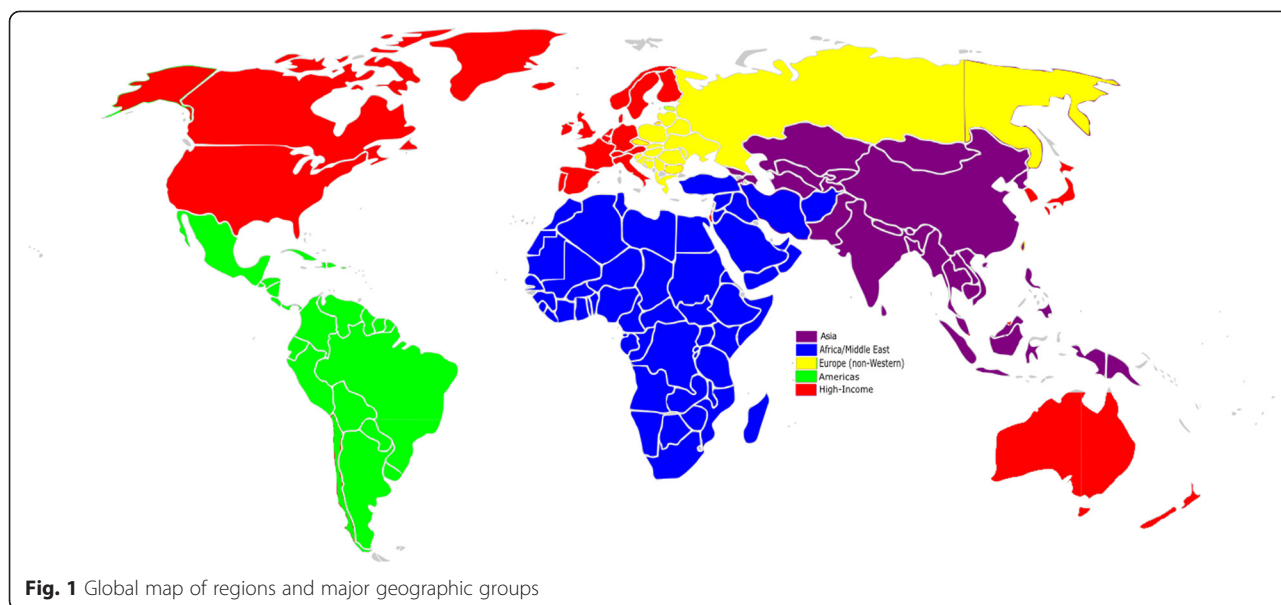 Asia
Africa/Middle East
Europe (non-Western)
Americas
High-Income
Fig. 1 Global map of regions and major geographic groups